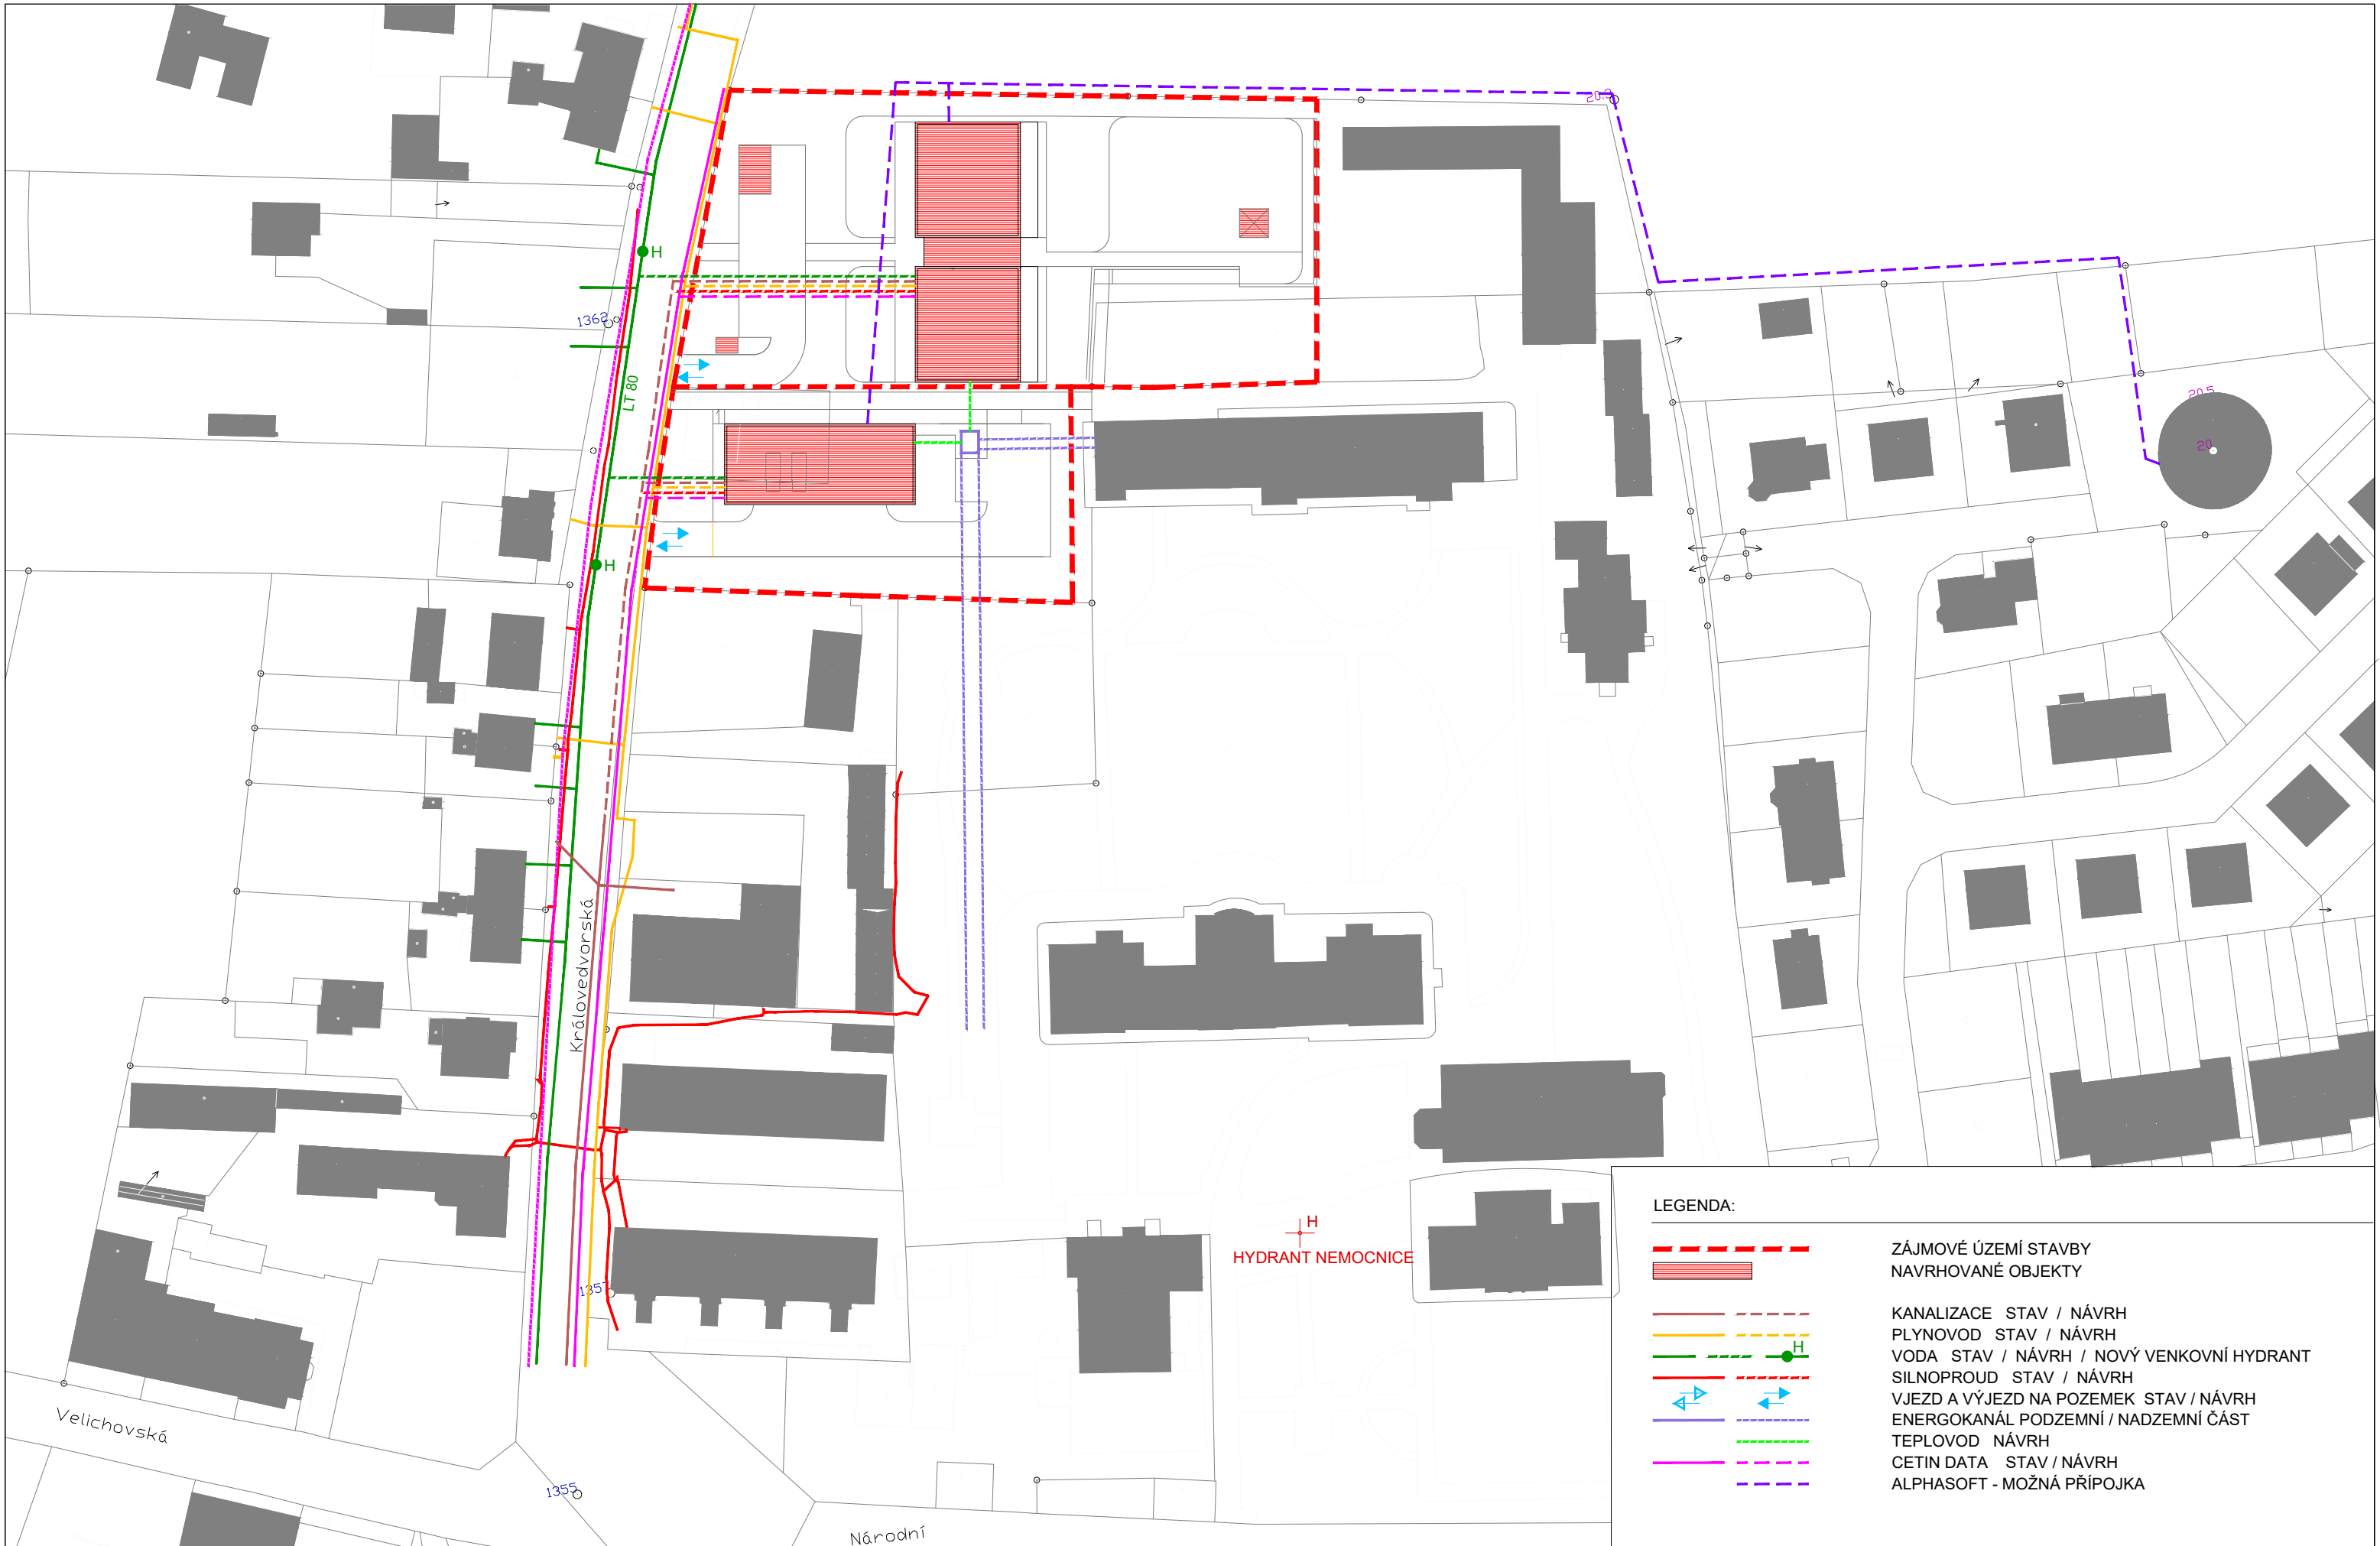 20.3
H
1362
LT 80
20.5
20
H
Královedvorská
H
HYDRANT NEMOCNICE
1357
Velichovská
1355
Národní
LEGENDA:
ZÁJMOVÉ ÚZEMÍ STAVBY
NAVRHOVANÉ OBJEKTY
KANALIZACE STAV / NÁVRH
PLYNOVOD STAV / NÁVRH
H
VODA STAV / NÁVRH / NOVÝ VENKOVNÍ HYDRANT
SILNOPROUD STAV / NÁVRH
VJEZD A VÝJEZD NA POZEMEK STAV / NÁVRH
ENERGOKANÁL PODZEMNÍ / NADZEMNÍ ČÁST
TEPLOVOD NÁVRH
CETIN DATA STAV / NÁVRH
ALPHASOFT - MOŽNÁ PŘÍPOJKA